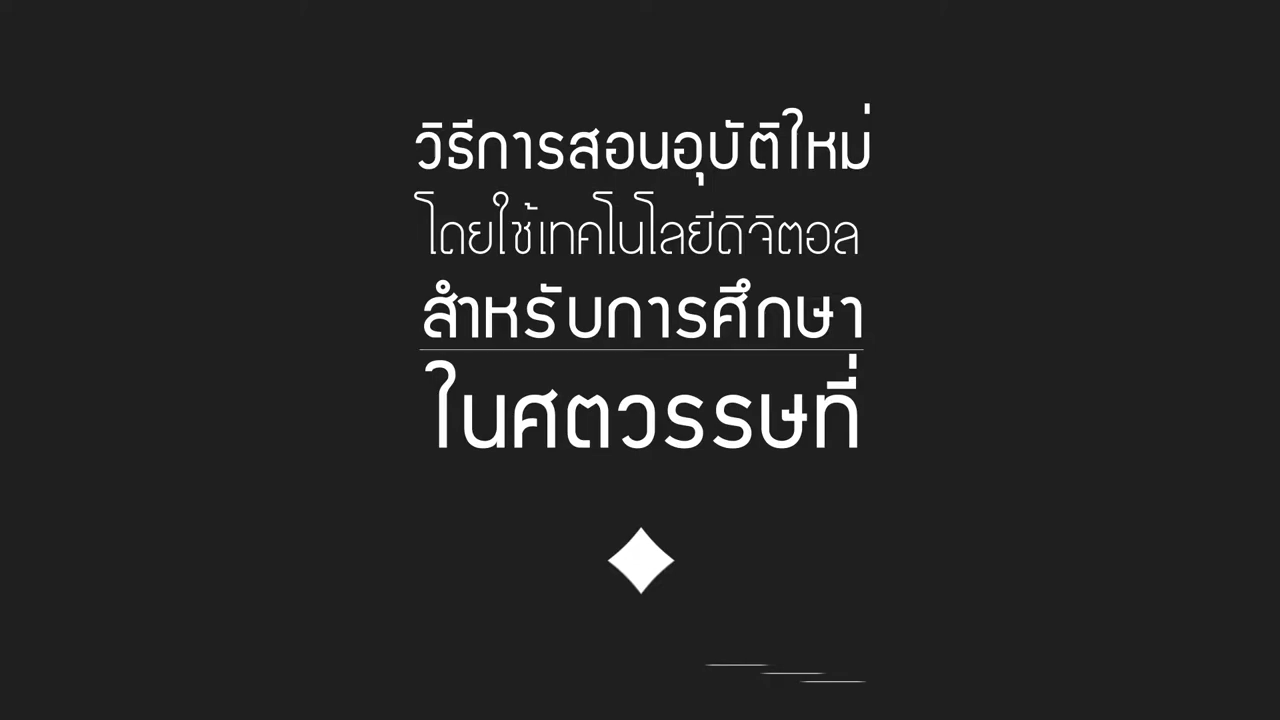 วิธีการสอนอุบัติใหม่
โดยใช้เทคโนโลยีดิจิตอล
สำหรับการศึกษา
ในศตวรรษที่